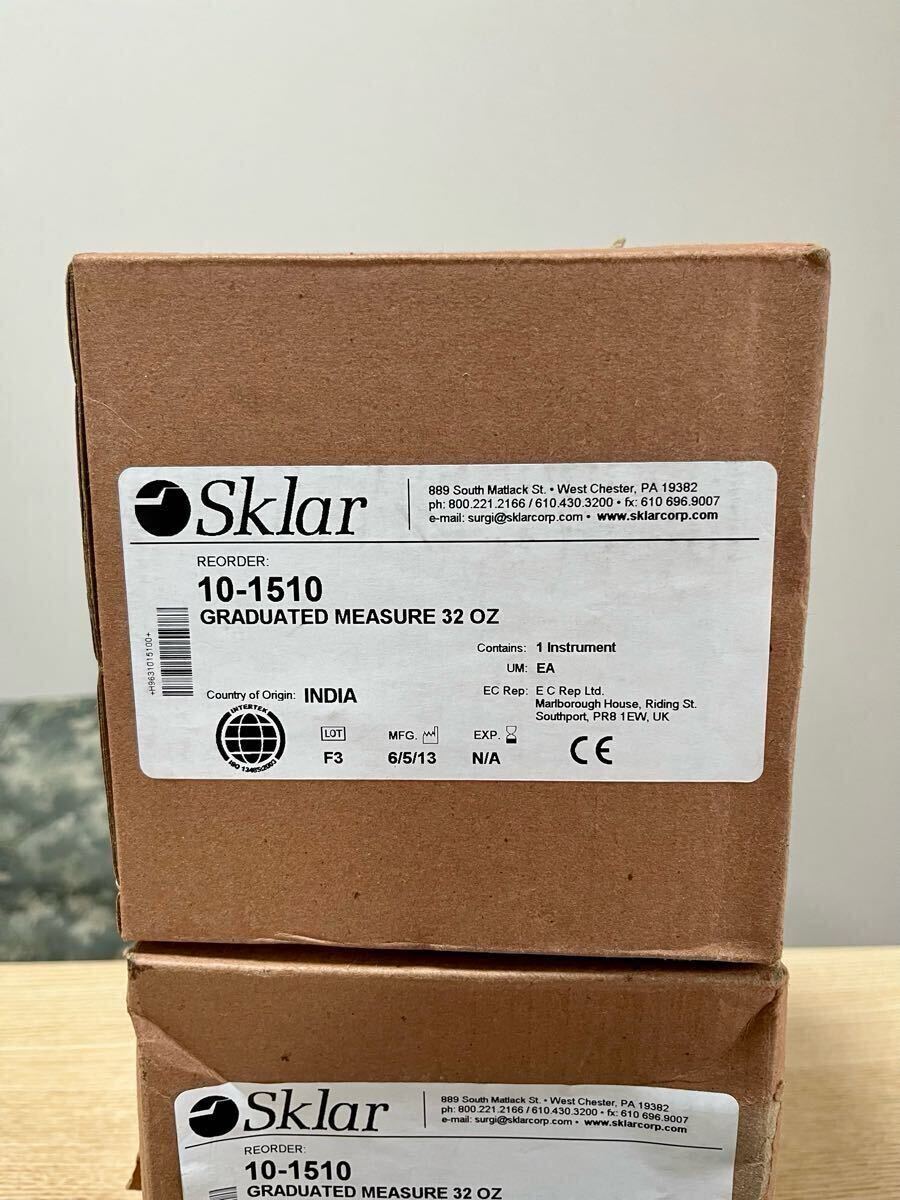 Sklar
889 South Matlack St. • West Chester, PA 19382
ph: 800.221.2166 / 610.430.3200 • fx: 610 696.9007
e-mail: surgi@sklarcorp.com • www.sklarcorp.com
REORDER:
10-1510
GRADUATED MEASURE 32 OZ
+H9631015100+
Contains: 1 Instrument
UM: EA
Country of Origin: INDIA
EC Rep: E C Rep Ltd.
Marlborough House, Riding St.
Southport, PR8 1EW, UK
INTERTEK
ISO 13485:2003
LOT
F3
MFG.
6/5/13
EXP.
N/A
CE
Sklar
889 South Matlack St. • West Chester, PA 19382
ph: 800.221.2166 / 610.430.3200 • fx: 610 696.9007
e-mail: surgi@sklarcorp.com • www.sklarcorp.com
REORDER:
10-1510
GRADUATED MEASURE 32 OZ